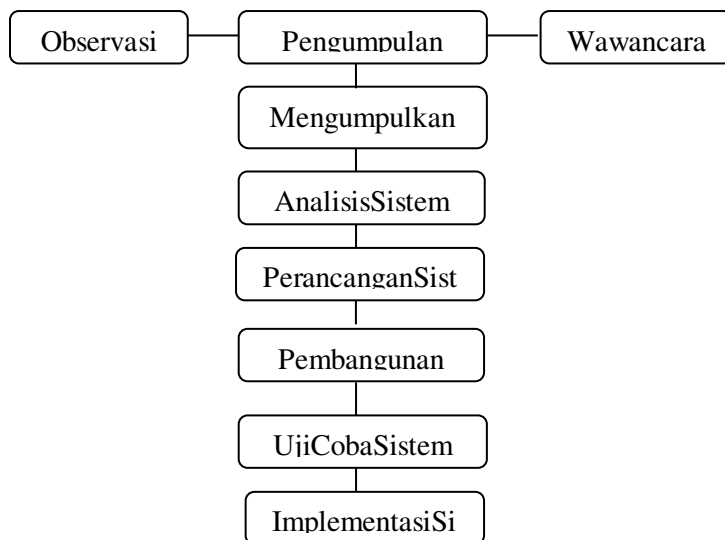 Observasi
Pengumpulan
Wawancara
Mengumpulkan
AnalisisSistem
PerancanganSist
Pembangunan
UjiCobaSistem
ImplementasiSi